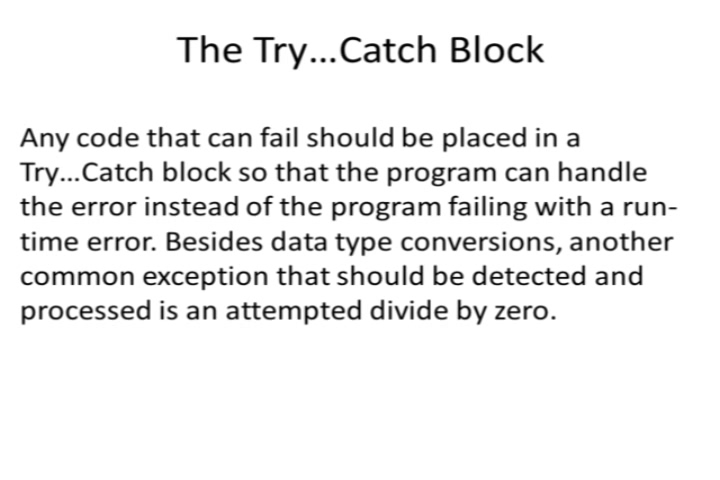 The Try...Catch Block
Any code that can fail should be placed in a
Try...Catch block so that the program can handle
the error instead of the program failing with a run-
time error. Besides data type conversions, another
common exception that should be detected and
processed is an attempted divide by zero.